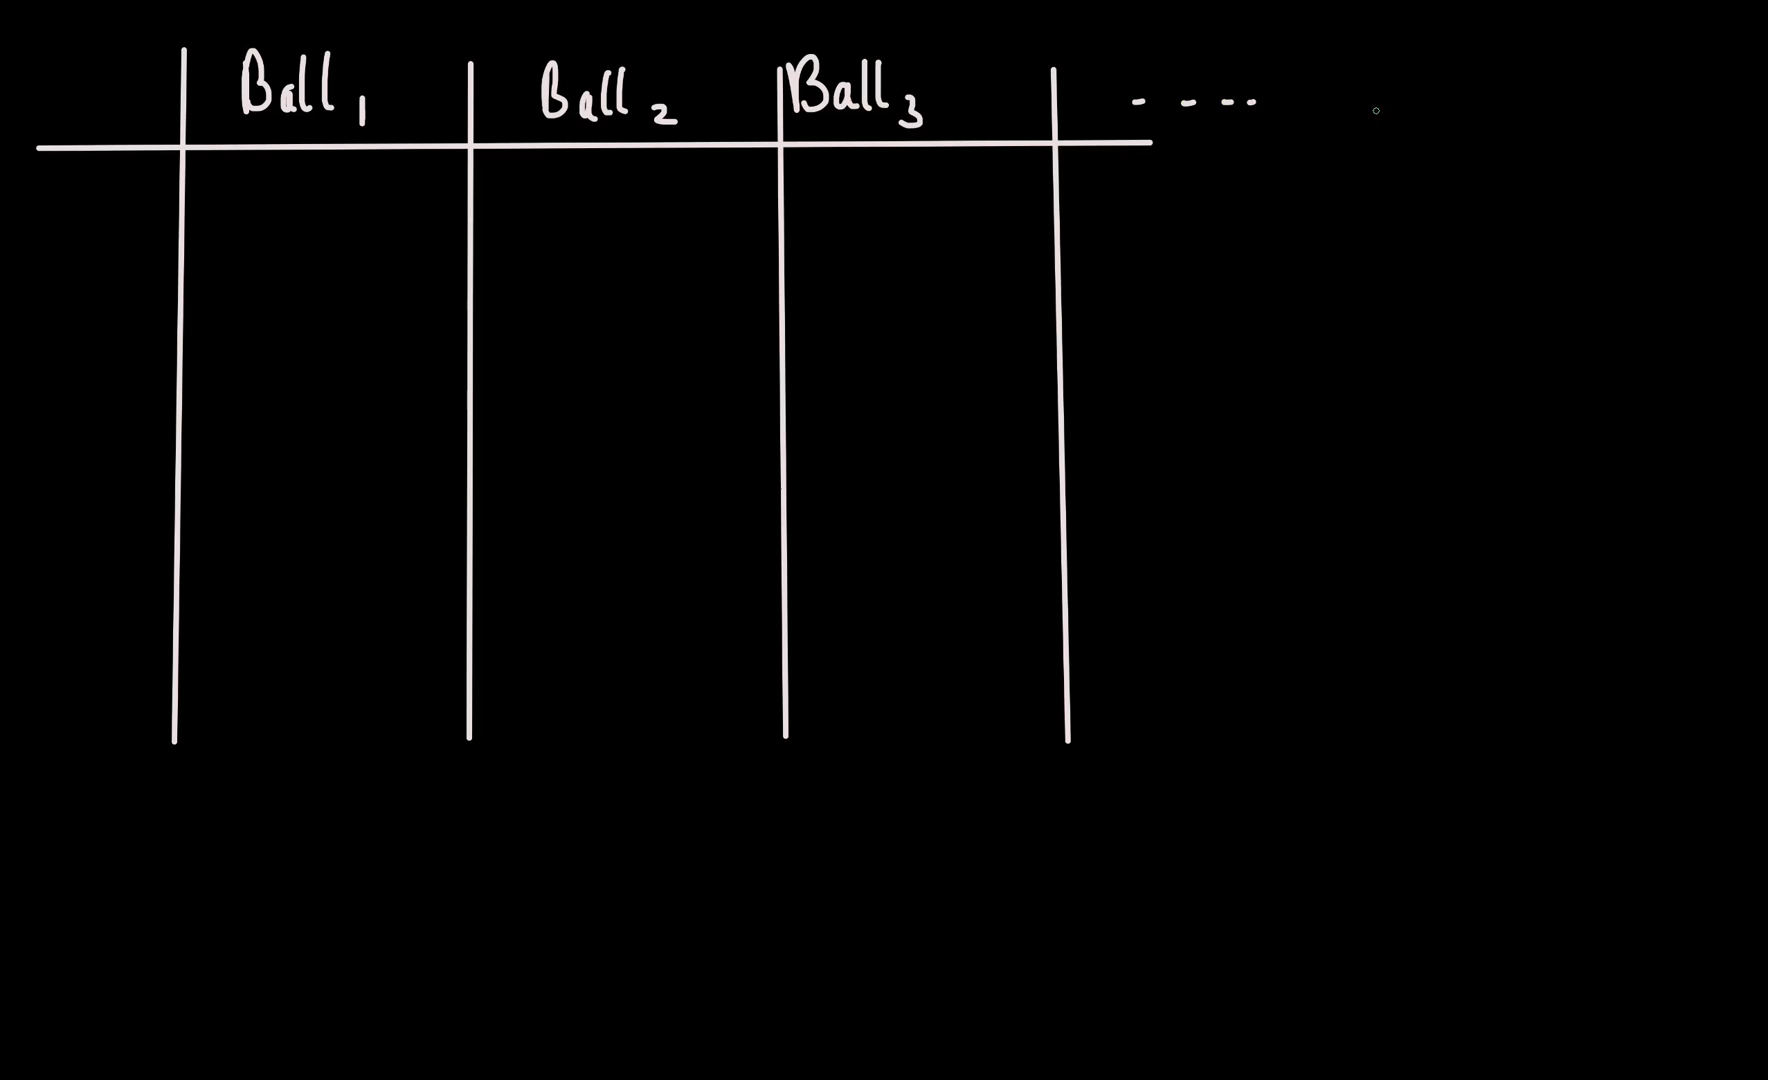 Ball₁ Ball₂ Ball₃ ----